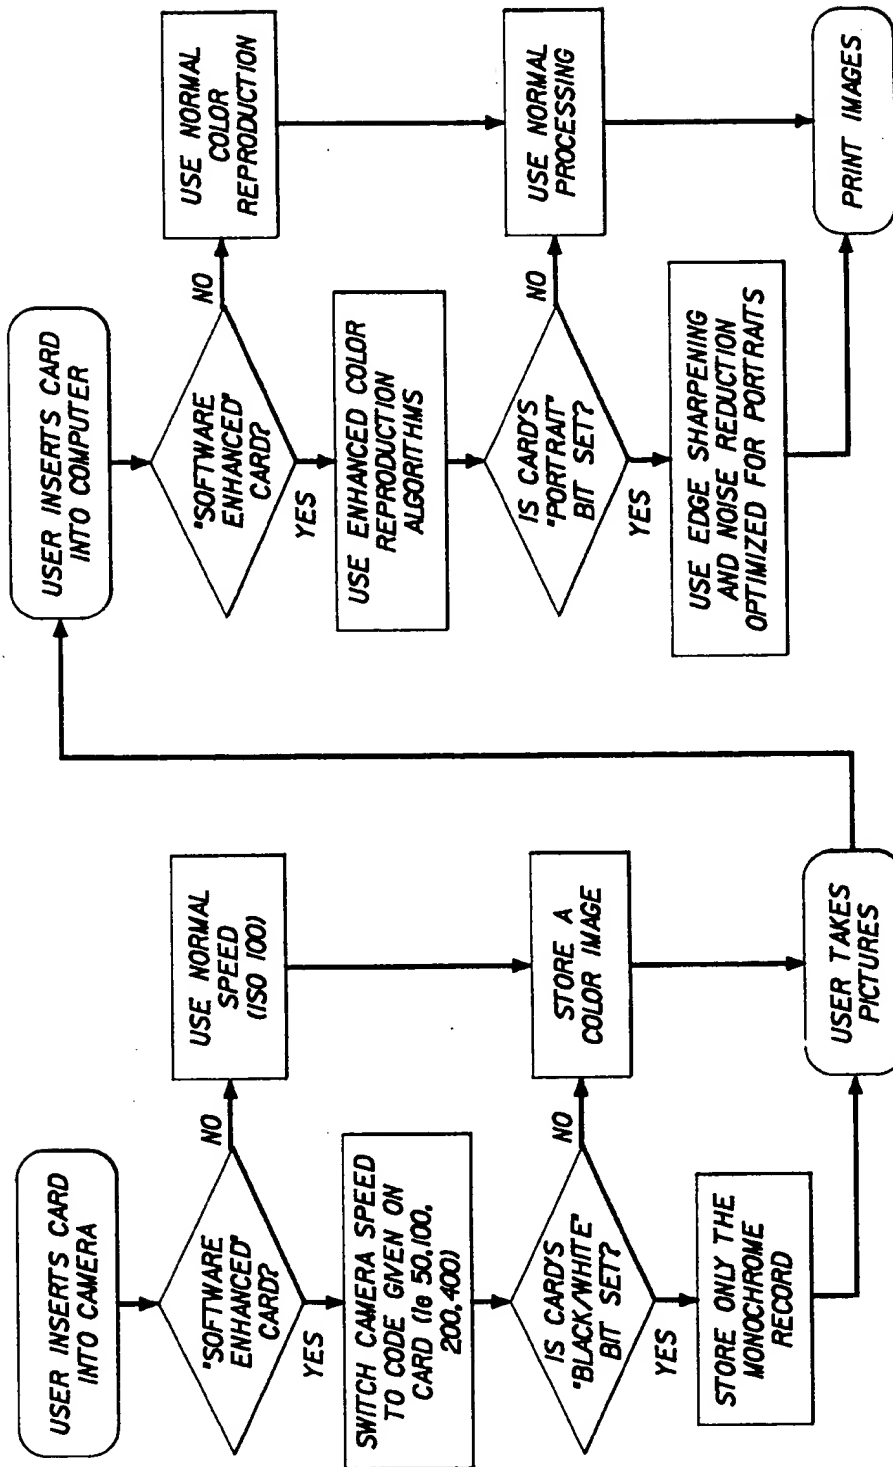 USER INSERTS CARD
INTO CAMERA
"SOFTWARE
ENHANCED"
CARD?
NO
USE NORMAL
SPEED
(ISO 100)
YES
SWITCH CAMERA SPEED
TO CODE GIVEN ON
CARD (Ie 50,100,
200,400)
IS CARD'S
"BLACK/WHITE"
BIT SET?
NO
STORE A
COLOR IMAGE
YES
STORE ONLY THE
MONOCHROME
RECORD
USER TAKES
PICTURES
USER INSERTS CARD
INTO COMPUTER
"SOFTWARE
ENHANCED"
CARD?
NO
USE NORMAL
COLOR
REPRODUCTION
YES
USE ENHANCED COLOR
REPRODUCTION
ALGORITHMS
IS CARD'S
"PORTRAIT"
BIT SET?
NO
USE NORMAL
PROCESSING
YES
USE EDGE SHARPENING
AND NOISE REDUCTION
OPTIMIZED FOR PORTRAITS
PRINT IMAGES